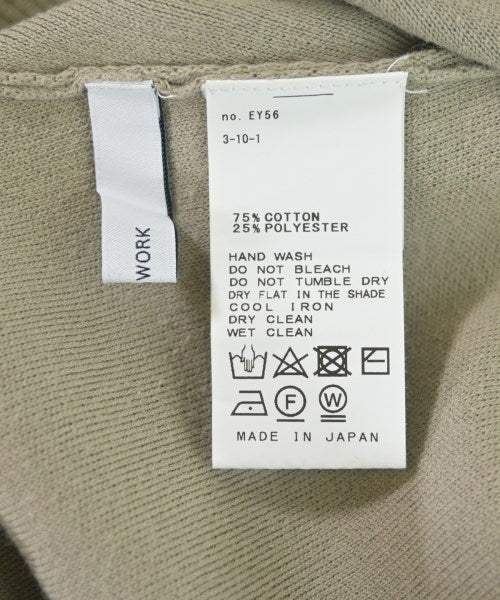 WORK
no. EY56
3-10-1
75% COTTON
25% POLYESTER
HAND WASH
DO NOT BLEACH
DO NOT TUMBLE DRY
DRY FLAT IN THE SHADE
COOL IRON
DRY CLEAN
WET CLEAN
F W
MADE IN JAPAN